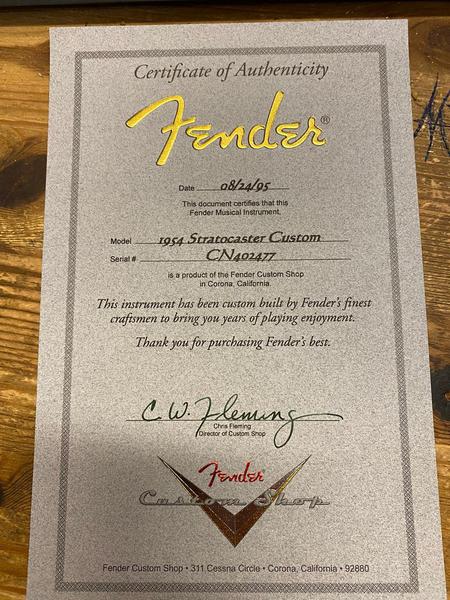 Certificate of Authenticity
Fender®
Date 08/24/95
This document certifies that this
Fender Musical Instrument.
Model 1954 Stratocaster Custom
Serial # CN402477
is a product of the Fender Custom Shop
in Corona, California.
This instrument has been custom built by Fender's finest
craftsmen to bring you years of playing enjoyment.
Thank you for purchasing Fender's best.
C. W. Fleming
Chris Fleming
Director of Custom Shop
Fender
Custom Shop
Fender Custom Shop • 311 Cessna Circle • Corona, California • 92880